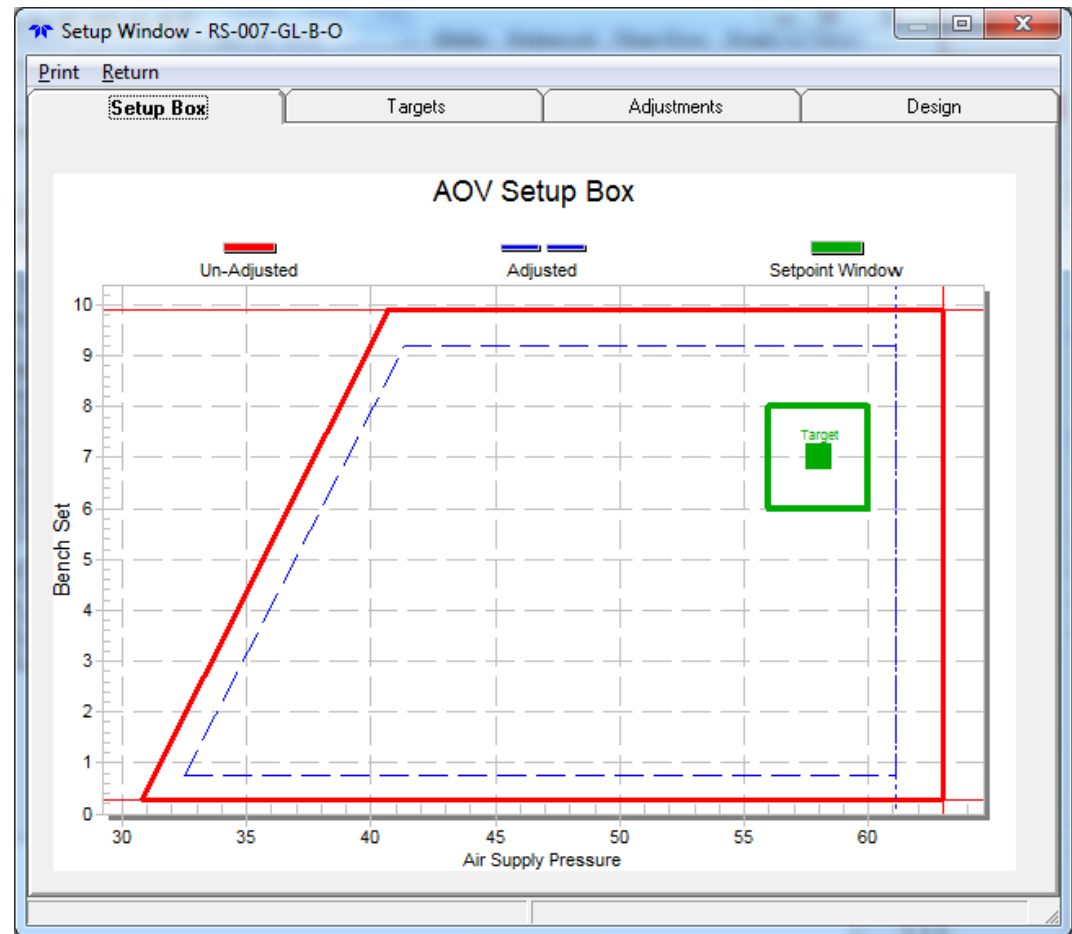 Setup Window - RS-007-GL-B-O
Print Return
Setup Box Targets Adjustments Design
AOV Setup Box
Un-Adjusted Adjusted Setpoint Window
10
9
8
7
6
5
4
3
2
1
0
Target
Bench Set
30 35 40 45 50 55 60
Air Supply Pressure